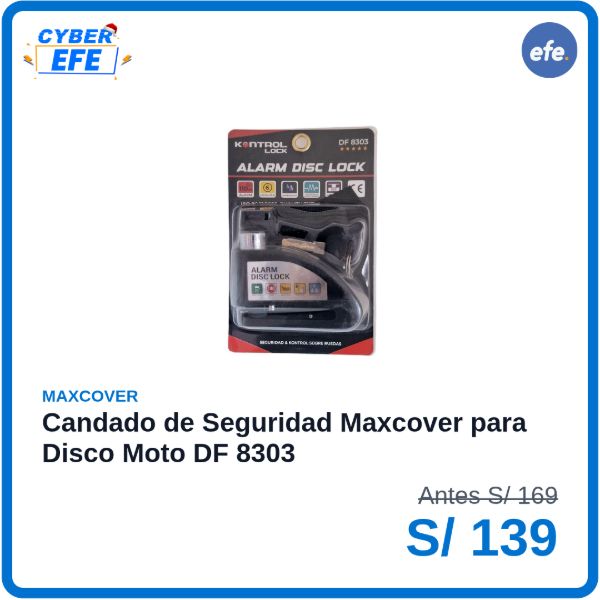 CYBER
EFE
efe.
KONTROL
LOCK
DF 8303
ALARM DISC LOCK
ALARM
DISC LOCK
SEGURIDAD & KONTROL SOBRE RUEDAS
MAXCOVER
Candado de Seguridad Maxcover para
Disco Moto DF 8303
Antes S/ 169
S/ 139